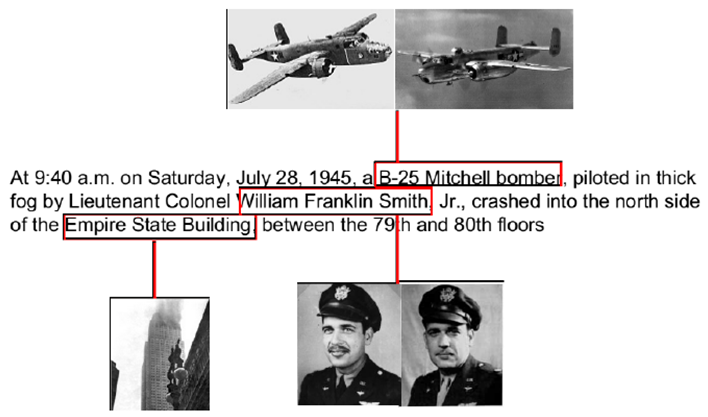 At 9:40 a.m. on Saturday, July 28, 1945, a B-25 Mitchell bomber, piloted in thick
fog by Lieutenant Colonel William Franklin Smith, Jr., crashed into the north side
of the Empire State Building, between the 79th and 80th floors